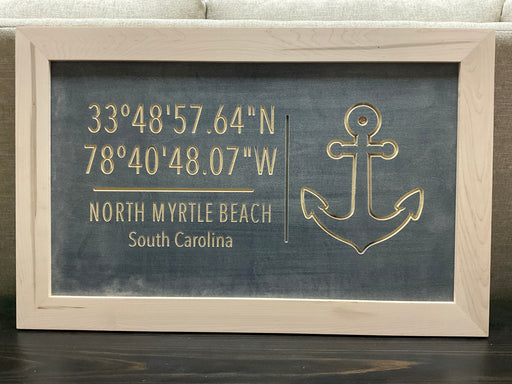 33°48'57.64"N
78°40'48.07"W
NORTH MYRTLE BEACH
South Carolina